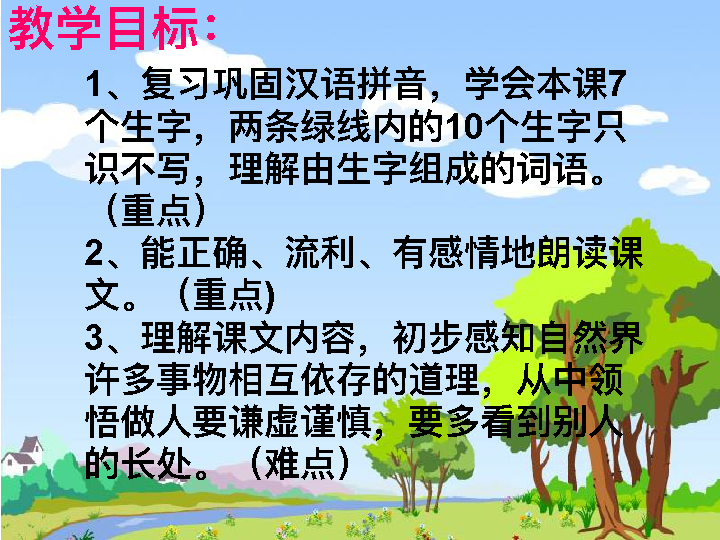 教学目标：
1、复习巩固汉语拼音，学会本课7
个生字，两条绿线内的10个生字只
识不写，理解由生字组成的词语。
（重点）
2、能正确、流利、有感情地朗读课
文。（重点)
3、理解课文内容，初步感知自然界
许多事物相互依存的道理，从中领
悟做人要谦虚谨慎，要多看到别人
的长处。（难点）